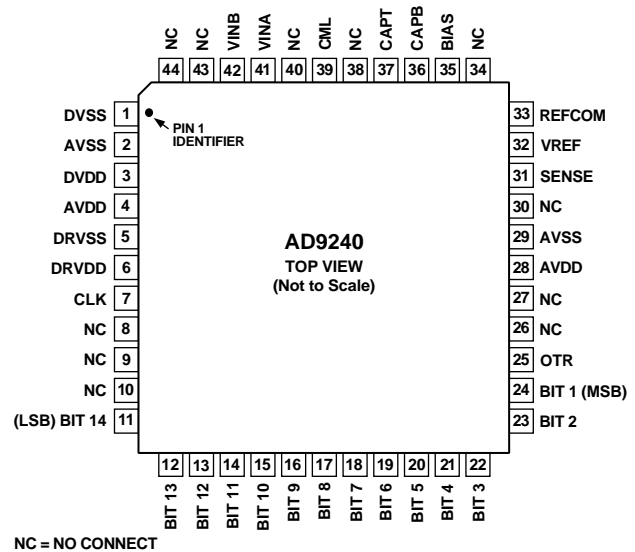 NC
NC
VINB
VINA
NC
CML
NC
CAPT
CAPB
BIAS
NC
44 43 42 41 40 39 38 37 36 35 34
DVSS 1
AVSS 2
DVDD 3
AVDD 4
DRVSS 5
DRVDD 6
CLK 7
NC 8
NC 9
NC 10
(LSB) BIT 14 11
PIN 1
IDENTIFIER
AD9240
TOP VIEW
(Not to Scale)
33 REFCOM
32 VREF
31 SENSE
30 NC
29 AVSS
28 AVDD
27 NC
26 NC
25 OTR
24 BIT 1 (MSB)
23 BIT 2
12 13 14 15 16 17 18 19 20 21 22
BIT 13
BIT 12
BIT 11
BIT 10
BIT 9
BIT 8
BIT 7
BIT 6
BIT 5
BIT 4
BIT 3
NC = NO CONNECT